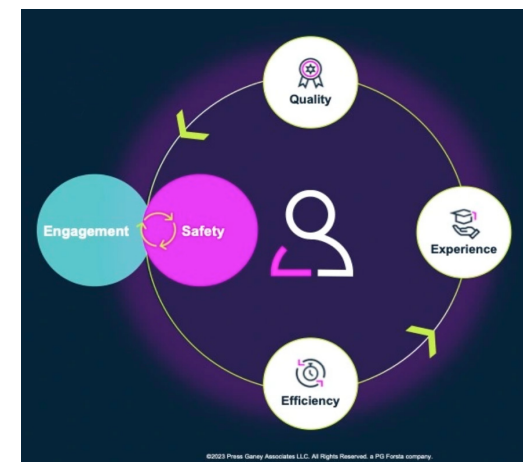 Quality
Engagement
Safety
Experience
Efficiency
©2023 Press Ganey Associates LLC. All Rights Reserved. a PG Forsta company.